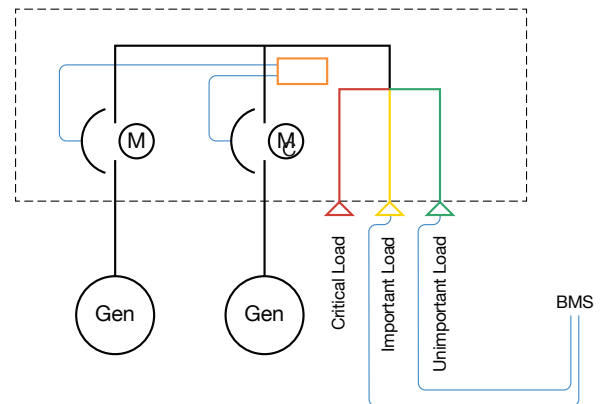 M
M
C
Critical Load
Important Load
Unimportant Load
BMS
Gen
Gen